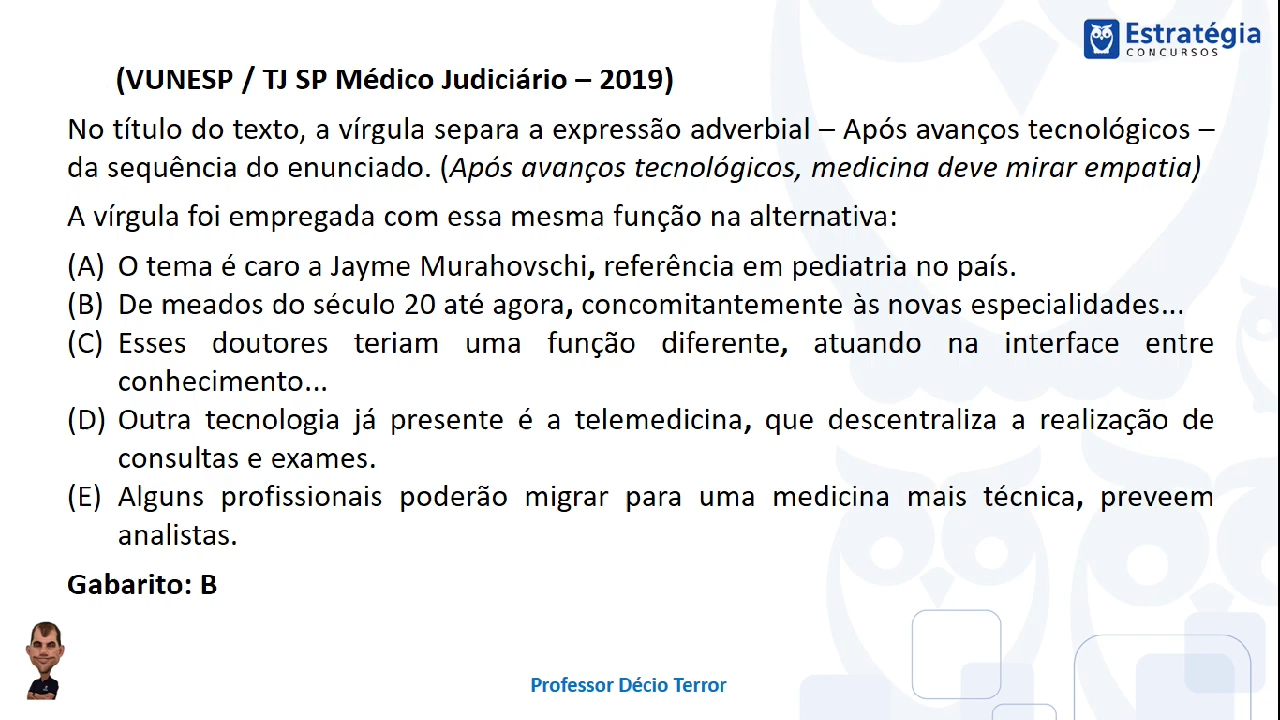 Estratégia
CONCURSOS
(VUNESP / TJ SP Médico Judiciário – 2019)
No título do texto, a vírgula separa a expressão adverbial – Após avanços tecnológicos –
da sequência do enunciado. (Após avanços tecnológicos, medicina deve mirar empatia)
A vírgula foi empregada com essa mesma função na alternativa:
(A) O tema é caro a Jayme Murahovschi, referência em pediatria no país.
(B) De meados do século 20 até agora, concomitantemente às novas especialidades...
(C) Esses doutores teriam uma função diferente, atuando na interface entre
conhecimento...
(D) Outra tecnologia já presente é a telemedicina, que descentraliza a realização de
consultas e exames.
(E) Alguns profissionais poderão migrar para uma medicina mais técnica, preveem
analistas.
Gabarito: B
Professor Décio Terror